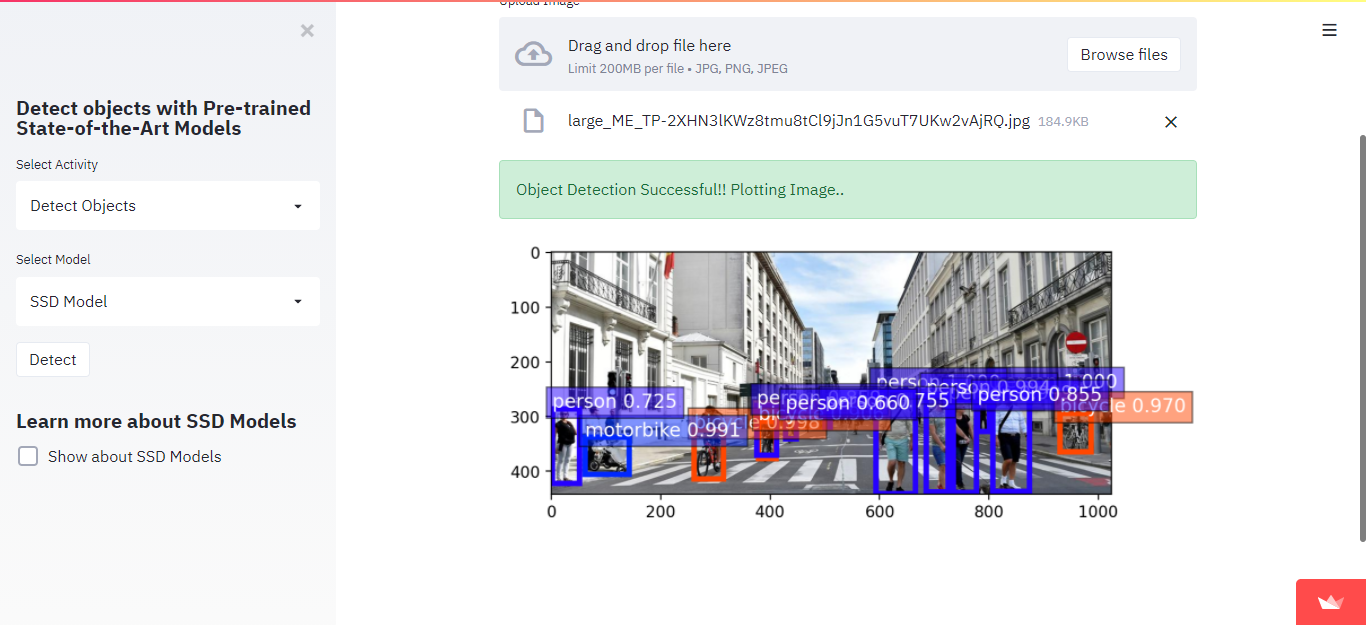 Detect objects with Pre-trained
State-of-the-Art Models
Select Activity
Detect Objects
Select Model
SSD Model
Detect
Learn more about SSD Models
Show about SSD Models
Upload Image
Drag and drop file here
Limit 200MB per file • JPG, PNG, JPEG
Browse files
large_ME_TP-2XHN3lKWz8tmu8tCl9jJn1G5vuT7UKw2vAjRQ.jpg 184.9KB
Object Detection Successful!! Plotting Image..
0
100
200
300
400
0 200 400 600 800 1000
person 0.725
motorbike 0.991
0.998
person 0.660
755
0.994
1.000
person 0.855
bicycle 0.970